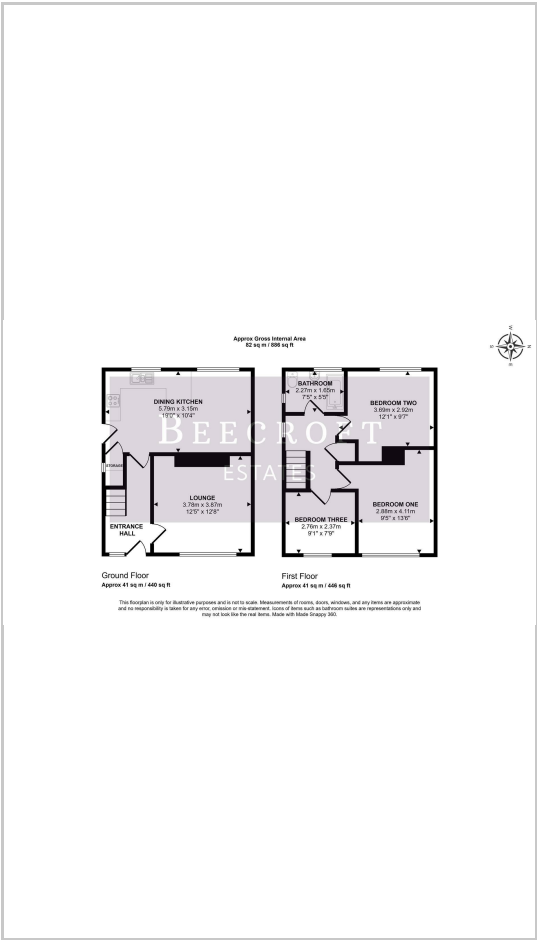 Approx Gross Internal Area
82 sq m / 886 sq ft
DINING KITCHEN
5.79m x 3.15m
19'0" x 10'4"
STORAGE
LOUNGE
3.78m x 3.87m
12'5" x 12'8"
ENTRANCE
HALL
BATHROOM
2.27m x 1.65m
7'5" x 5'5"
BEDROOM TWO
3.69m x 2.92m
12'1" x 9'7"
BEDROOM ONE
2.88m x 4.11m
9'5" x 13'6"
BEDROOM THREE
2.76m x 2.37m
9'1" x 7'9"
BEECROFT
ESTATES
Ground Floor
Approx 41 sq m / 440 sq ft
First Floor
Approx 41 sq m / 446 sq ft
This floorplan is only for illustrative purposes and is not to scale. Measurements of rooms, doors, windows, and any items are approximate
and no responsibility is taken for any error, omission or mis-statement. Icons of items such as bathroom suites are representations only and
may not look like the real items. Made with Made Snappy 360.